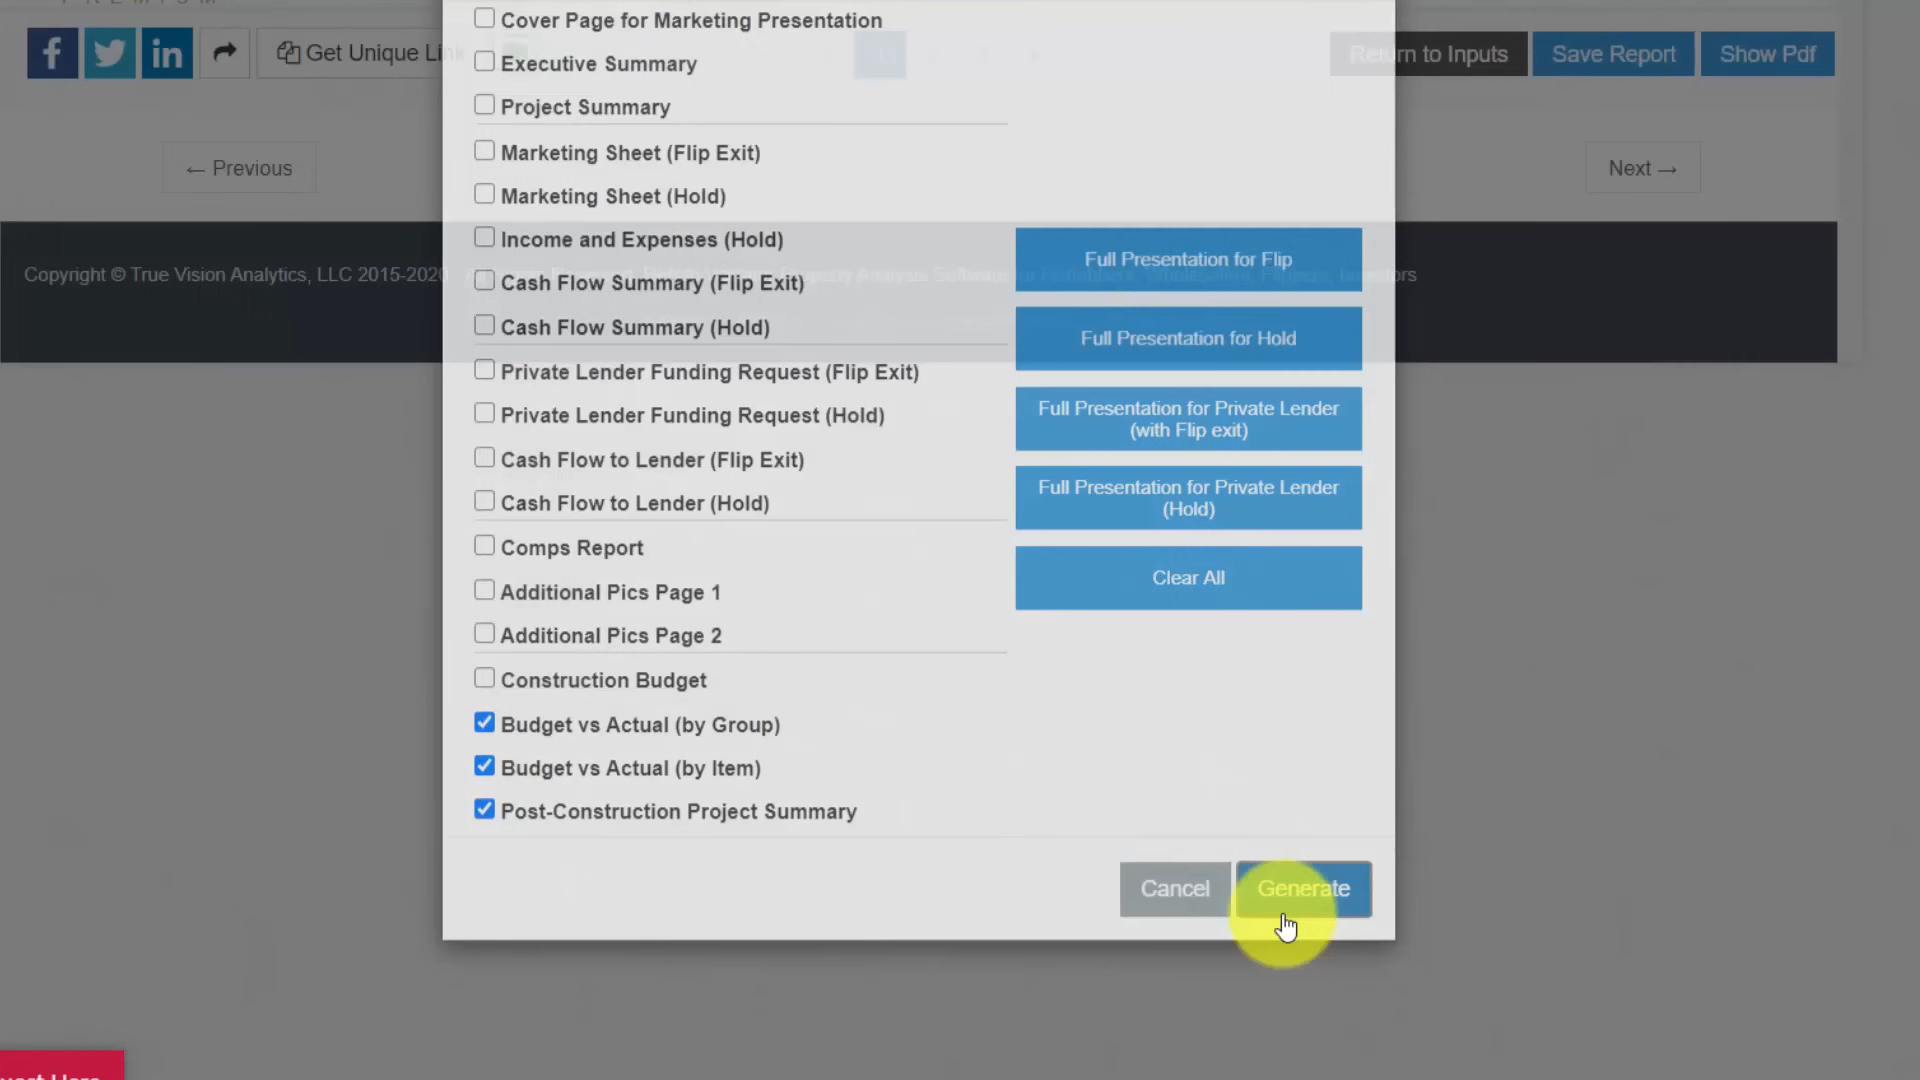 Cover Page for Marketing Presentation
Get Unique Link
Return to Inputs
Save Report
Show Pdf
Executive Summary
Project Summary
← Previous
Marketing Sheet (Flip Exit)
Next →
Marketing Sheet (Hold)
Income and Expenses (Hold)
Full Presentation for Flip
Copyright © True Vision Analytics, LLC 2015-2020
Cash Flow Summary (Flip Exit)
Cash Flow Summary (Hold)
Full Presentation for Hold
Private Lender Funding Request (Flip Exit)
Private Lender Funding Request (Hold)
Full Presentation for Private Lender
(with Flip exit)
Cash Flow to Lender (Flip Exit)
Cash Flow to Lender (Hold)
Full Presentation for Private Lender
(Hold)
Comps Report
Clear All
Additional Pics Page 1
Additional Pics Page 2
Construction Budget
Budget vs Actual (by Group)
Budget vs Actual (by Item)
Post-Construction Project Summary
Cancel
Generate